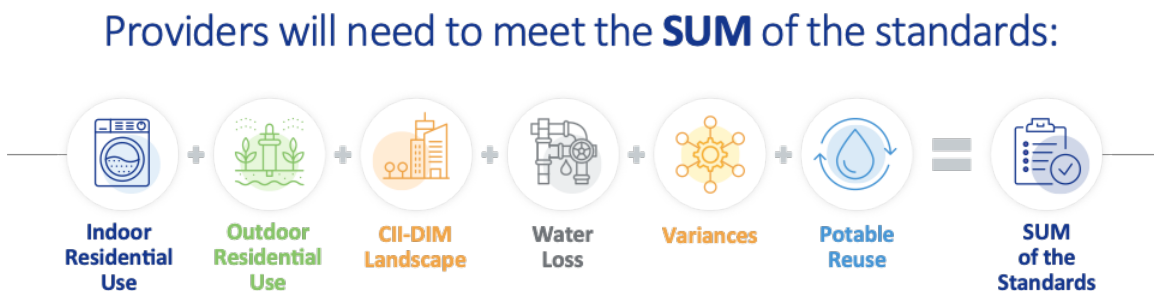 Providers will need to meet the SUM of the standards:
Indoor
Residential
Use
+
Outdoor
Residential
Use
+
CII-DIM
Landscape
+
Water
Loss
+
Variances
+
Potable
Reuse
=
SUM
of the
Standards